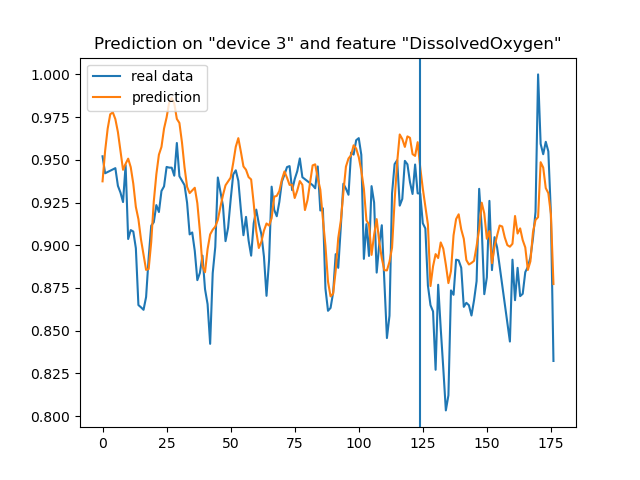 Prediction on "device 3" and feature "DissolvedOxygen"
real data
prediction
1.000
0.975
0.950
0.925
0.900
0.875
0.850
0.825
0.800
0 25 50 75 100 125 150 175